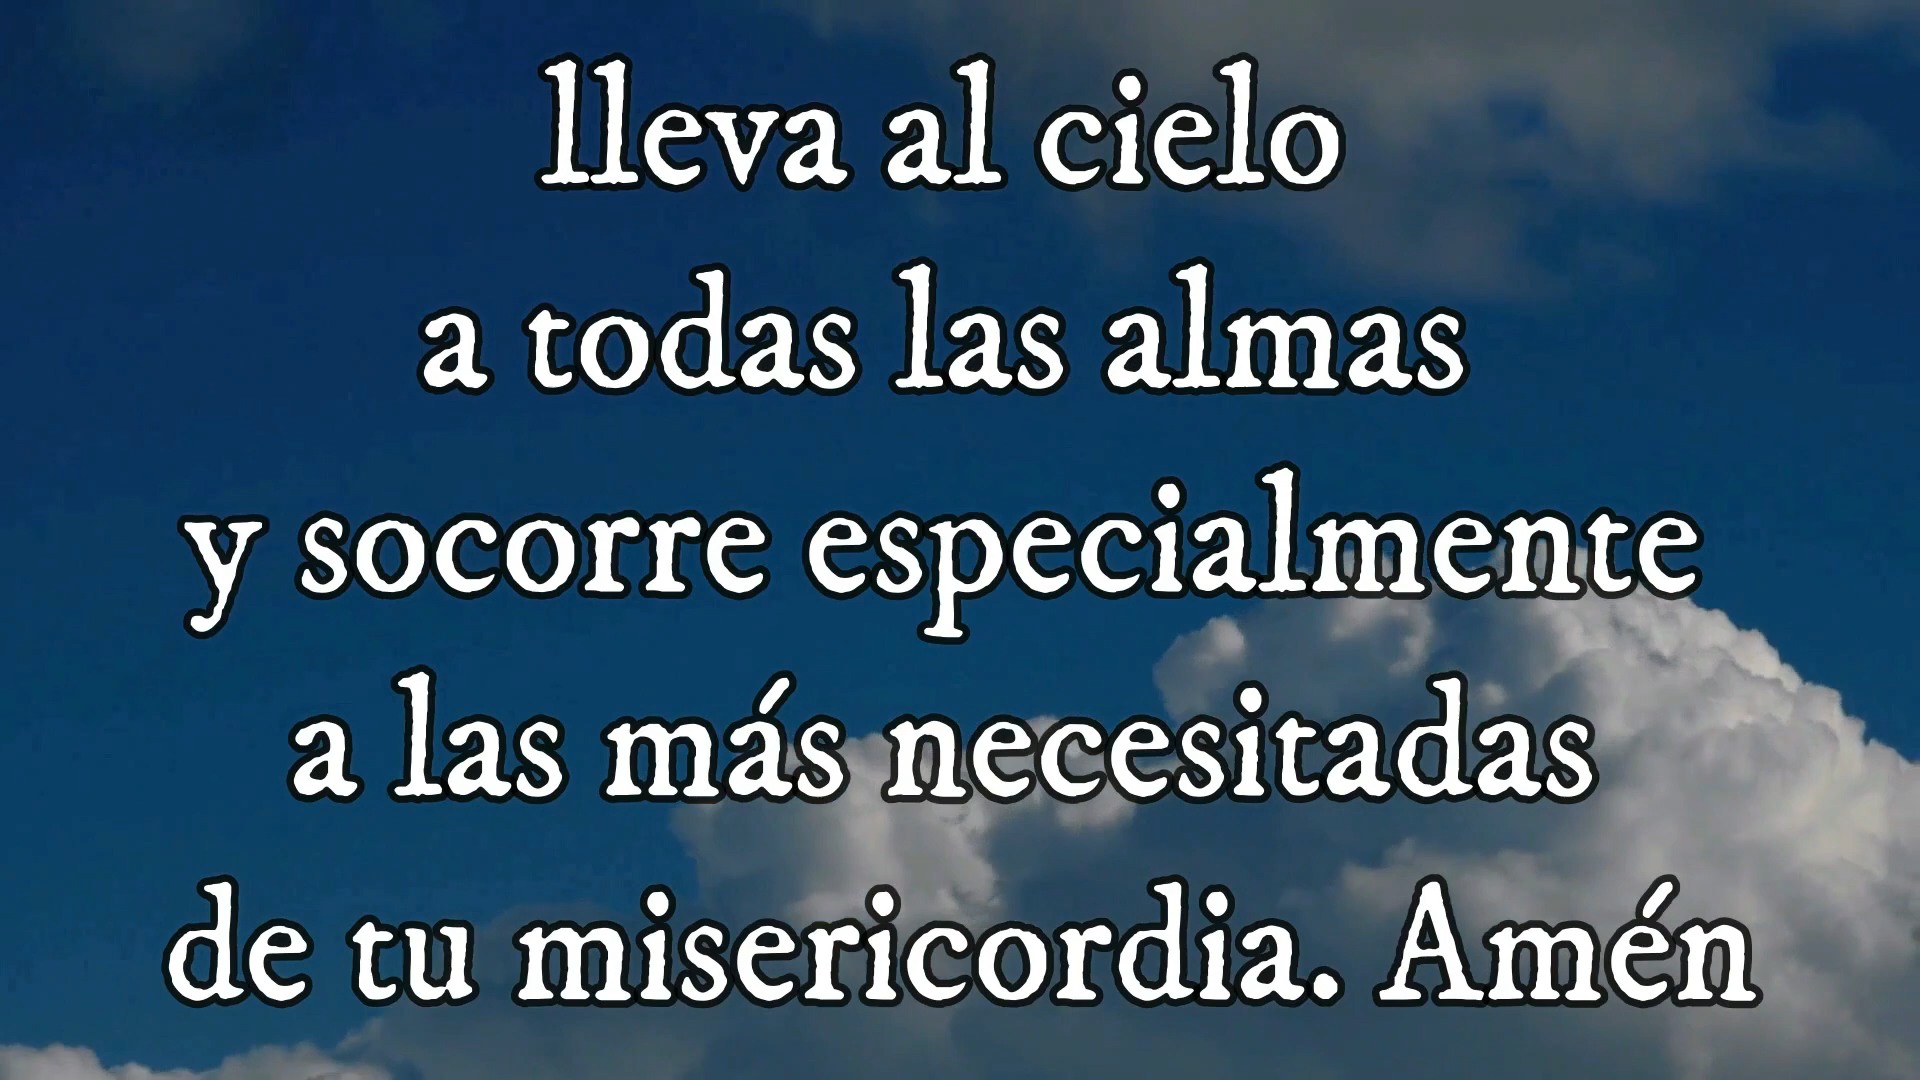 lleva al cielo
a todas las almas
y socorre especialmente
a las más necesitadas
de tu misericordia. Amén